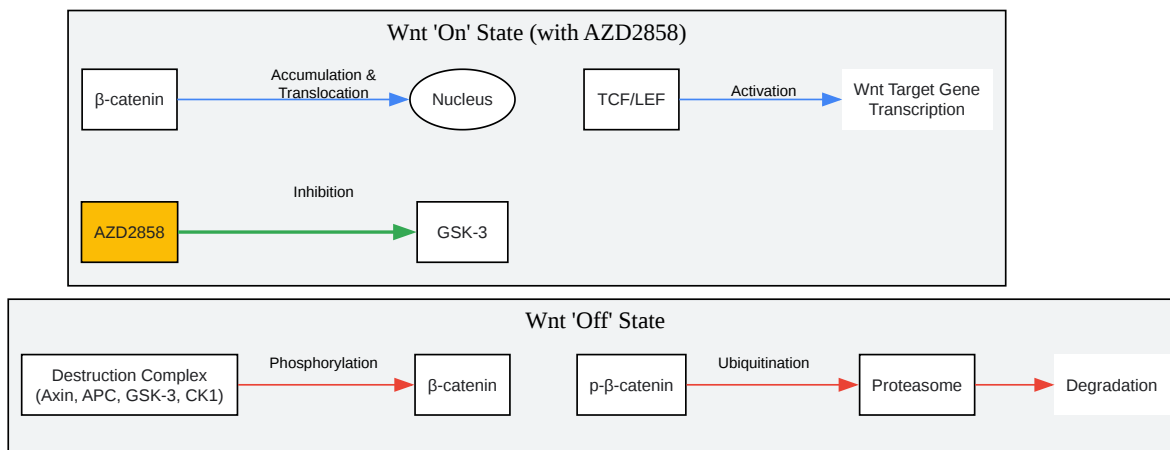 Wnt 'On' State (with AZD2858)
β-catenin
Accumulation &
Translocation
Nucleus
TCF/LEF
Activation
Wnt Target Gene
Transcription
AZD2858
Inhibition
GSK-3
Wnt 'Off' State
Destruction Complex
(Axin, APC, GSK-3, CK1)
Phosphorylation
β-catenin
p-β-catenin
Ubiquitination
Proteasome
Degradation